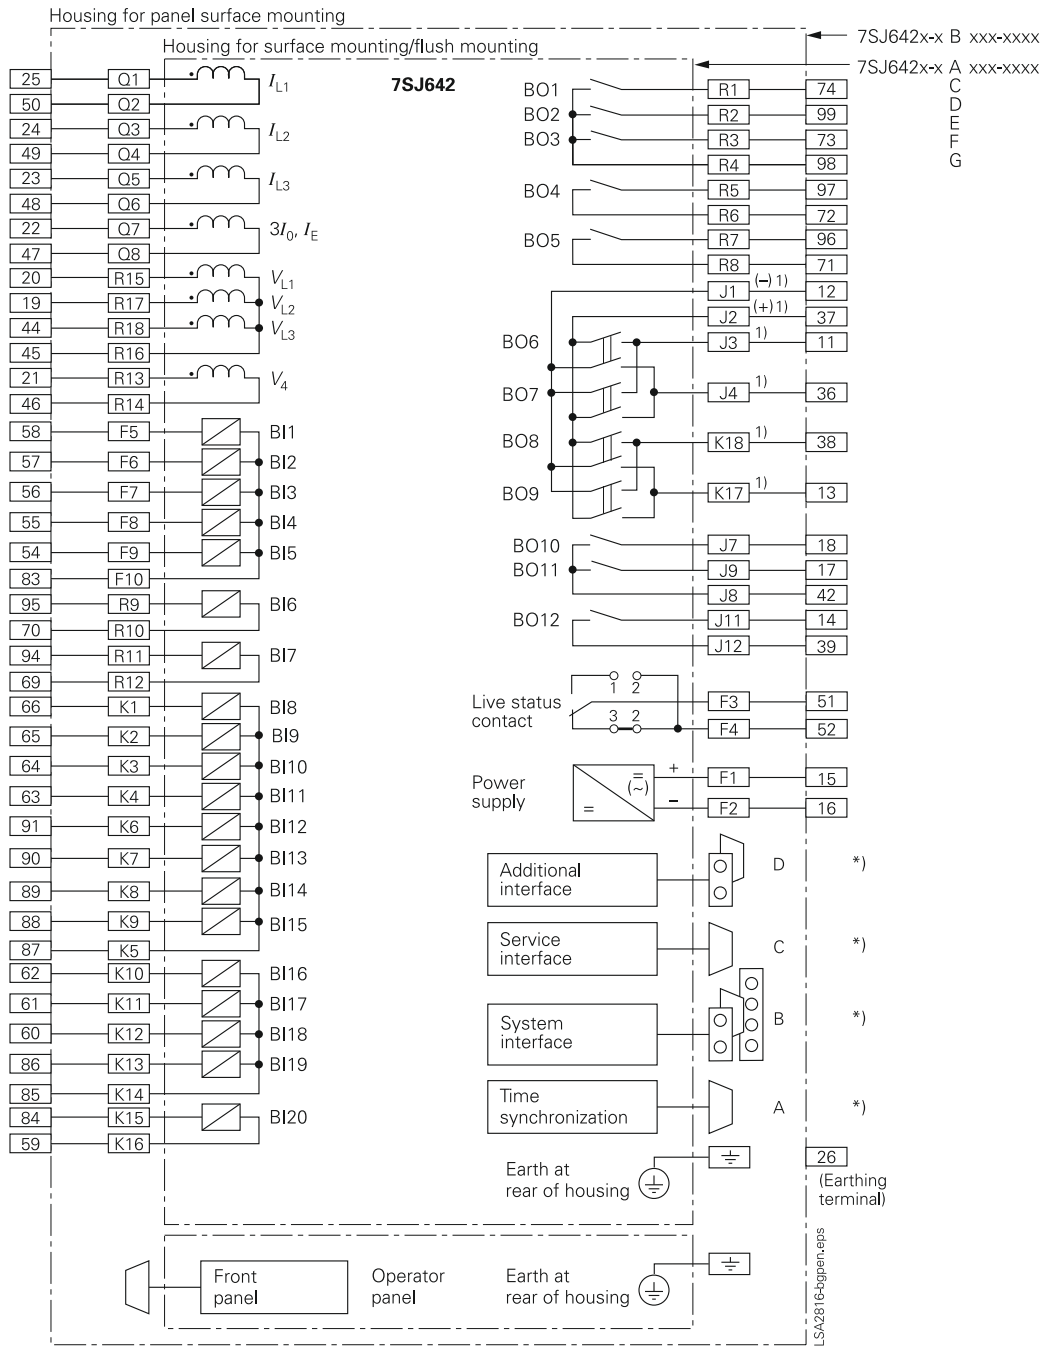 Housing for panel surface mounting
7SJ642x-x B xxx-xxxx
Housing for surface mounting/flush mounting
7SJ642x-x A xxx-xxxx
C
D
E
F
G
7SJ642
25 Q1 I L1
50 Q2
24 Q3 I L2
49 Q4
23 Q5 I L3
48 Q6
22 Q7 3I0, IE
47 Q8
20 R15 V L1
19 R17 V L2
44 R18 V L3
45 R16
21 R13 V4
46 R14
58 F5 BI1
57 F6 BI2
56 F7 BI3
55 F8 BI4
54 F9 BI5
83 F10
95 R9 BI6
70 R10
94 R11 BI7
69 R12
66 K1 BI8
65 K2 BI9
64 K3 BI10
63 K4 BI11
91 K6 BI12
90 K7 BI13
89 K8 BI14
88 K9 BI15
87 K5
62 K10 BI16
61 K11 BI17
60 K12 BI18
86 K13 BI19
85 K14
84 K15 BI20
59 K16
BO1 R1 74
BO2 R2 99
BO3 R3 73
R4 98
BO4 R5 97
R6 72
BO5 R7 96
R8 71
J1 (–) 1) 12
J2 (+) 1) 37
BO6 J3 1) 11
BO7 J4 1) 36
BO8 K18 1) 38
BO9 K17 1) 13
BO10 J7 18
BO11 J9 17
J8 42
BO12 J11 14
J12 39
1 2
Live status
contact
F3 51
3 2
F4 52
Power
supply
= (~) =
+ F1 15
– F2 16
Additional
interface
D *)
Service
interface
C *)
System
interface
B *)
Time
synchronization
A *)
Earth at
rear of housing
26
(Earthing
terminal)
Front
panel
Operator
panel
Earth at
rear of housing
LSA2816-bgpen.eps